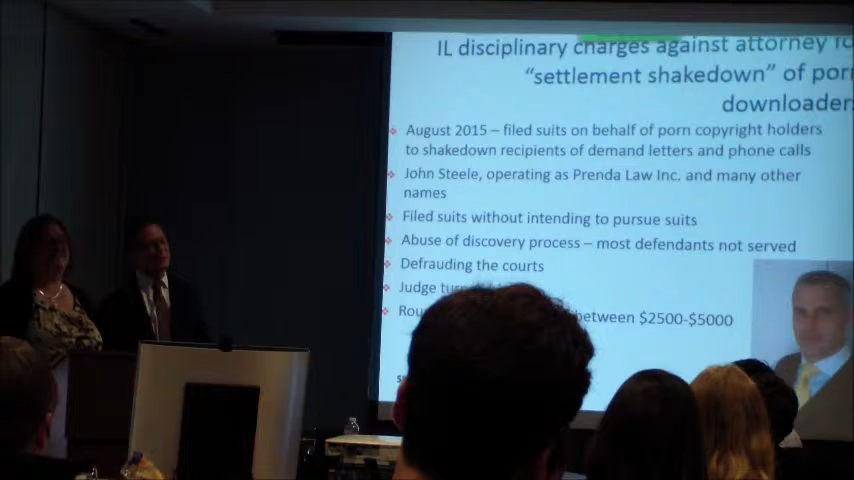 IL disciplinary charges against attorney
"settlement shakedown" of
downloader
August 2015 – filed suits on behalf of porn copyright holders
to shakedown recipients of demand letters and phone calls
John Steele, operating as Prenda Law Inc. and many other
names
Filed suits without intending to pursue suits
Abuse of discovery process – most defendants not served
Defrauding the courts
Judge
between $2500-$5000